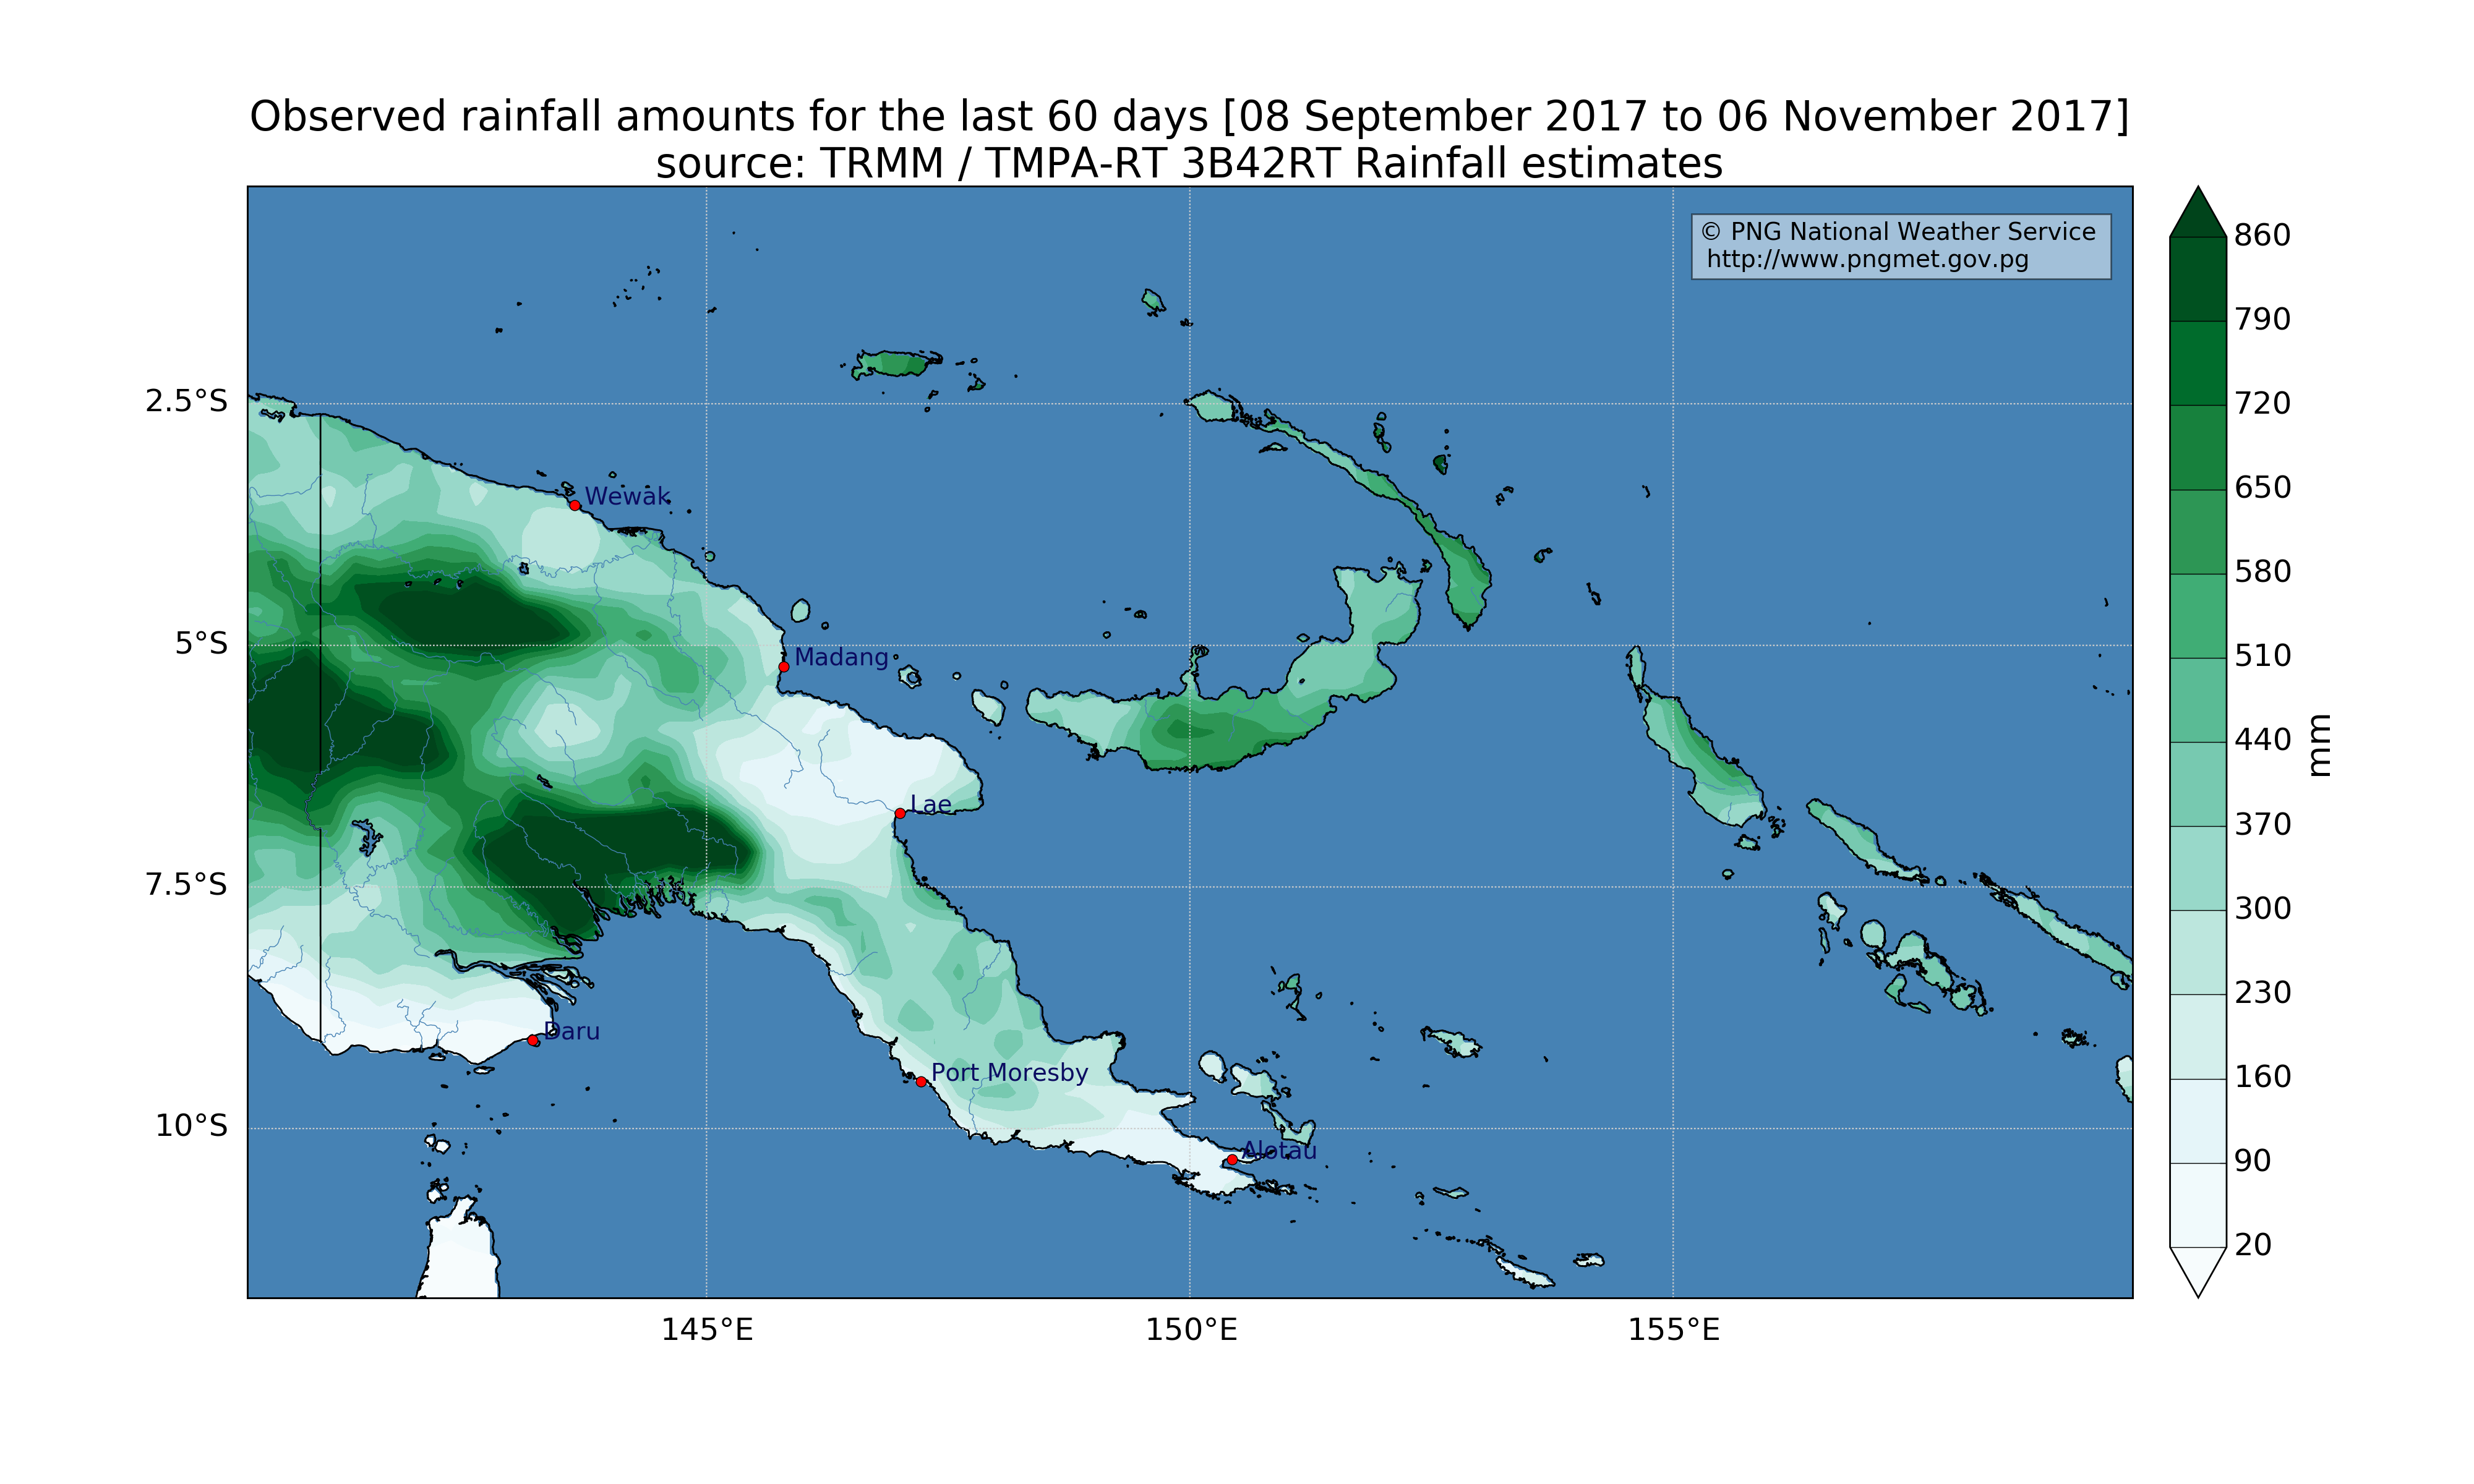 Observed rainfall amounts for the last 60 days [08 September 2017 to 06 November 2017]
source: TRMM / TMPA-RT 3B42RT Rainfall estimates
© PNG National Weather Service
http://www.pngmet.gov.pg
2.5°S
5°S
7.5°S
10°S
Wewak
Madang
Lae
Daru
Port Moresby
Alotau
145°E
150°E
155°E
860
790
720
650
580
510
440
370
300
230
160
90
20
mm